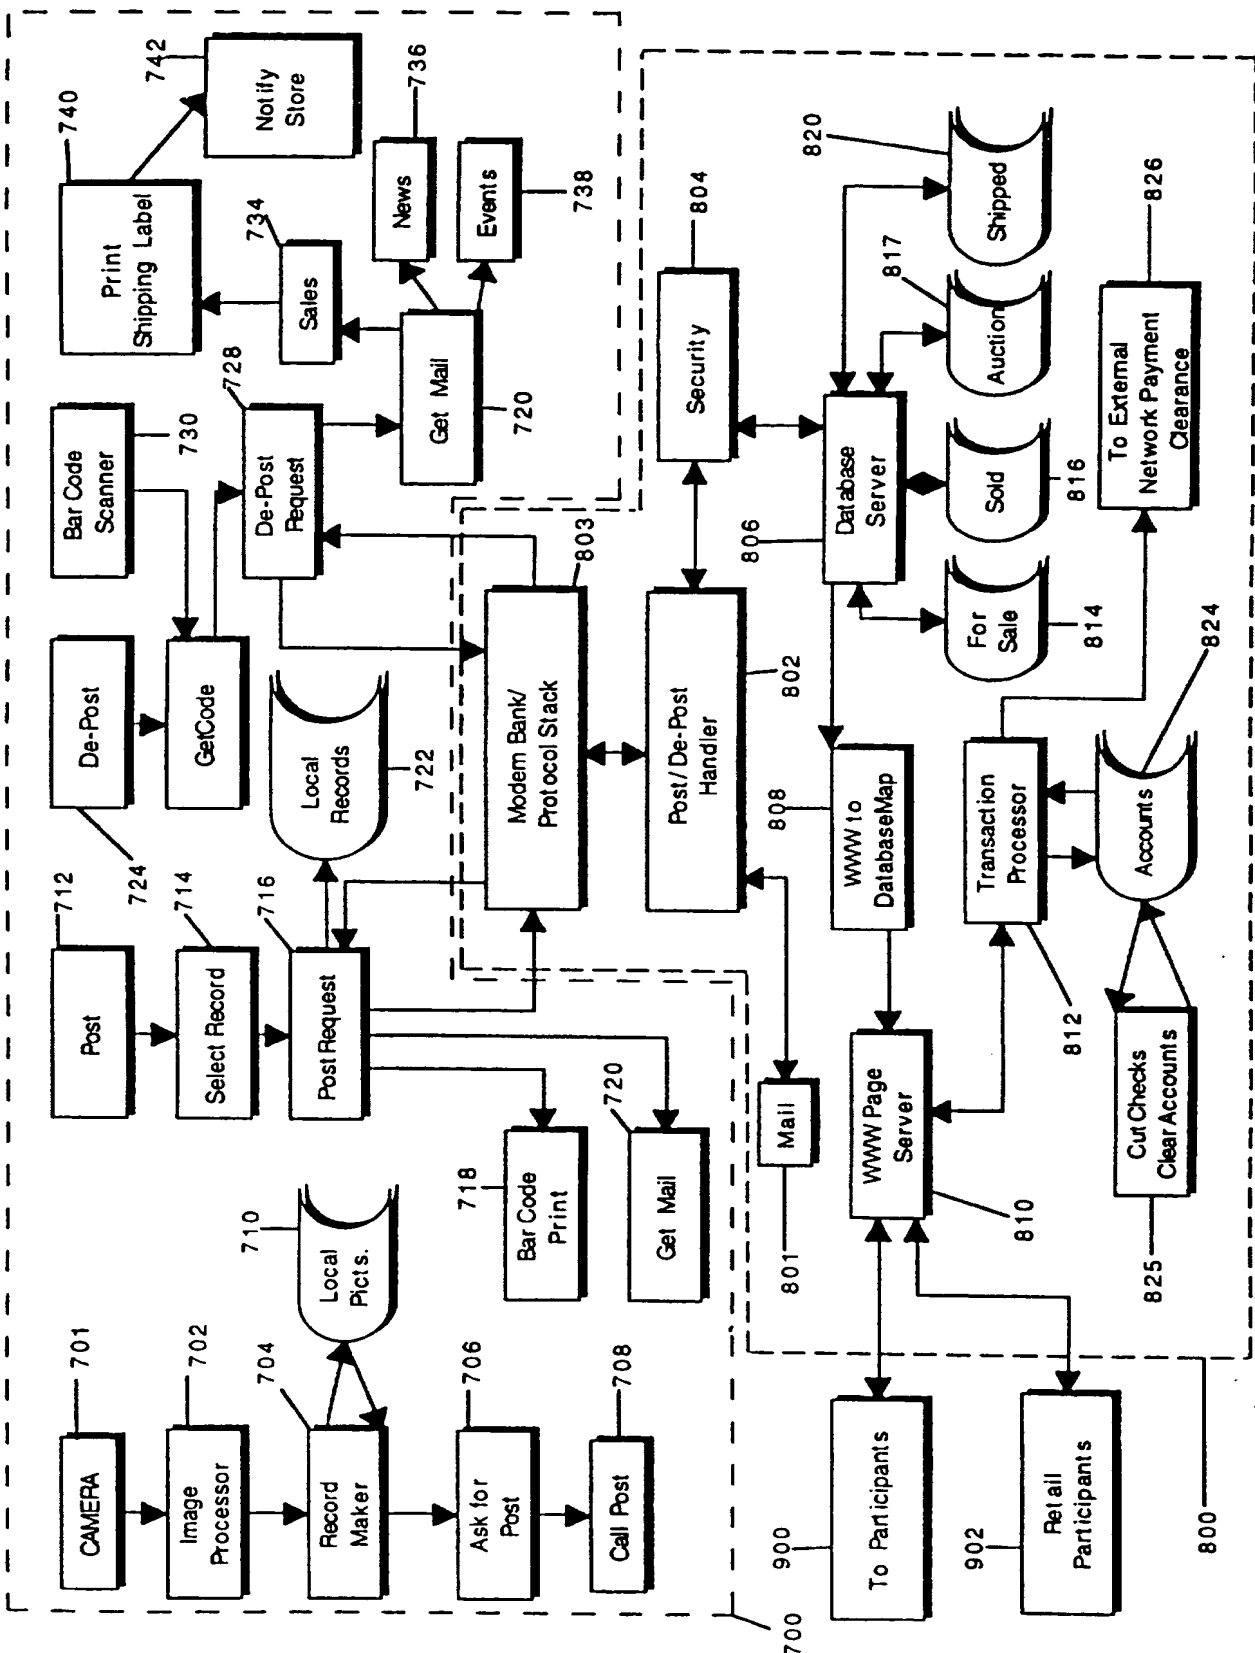 CAMERA
701
Image
Processor
702
Record
Maker
704
Local
Picts.
710
Ask for
Post
706
Call Post
708
Post
712
Select Record
714
Post Request
716
Bar Code
Print
718
Get Mail
720
Local
Records
722
De-Post
724
GetCode
Bar Code
Scanner
730
De-Post
Request
728
Get Mail
720
Sales
734
Print
Shipping Label
740
Notify
Store
742
News
736
Events
738
700
Modem Bank/
Protocol Stack
803
Post/De-Post
Handler
802
Security
804
Mail
801
Database
Server
806
WWW to
DatabaseMap
808
WWW Page
Server
810
For
Sale
814
Sold
816
Auction
817
Shipped
820
Transaction
Processor
812
Accounts
824
Cut Checks
Clear Accounts
825
To External
Network Payment
Clearance
826
To Participants
900
Retail
Participants
902
800